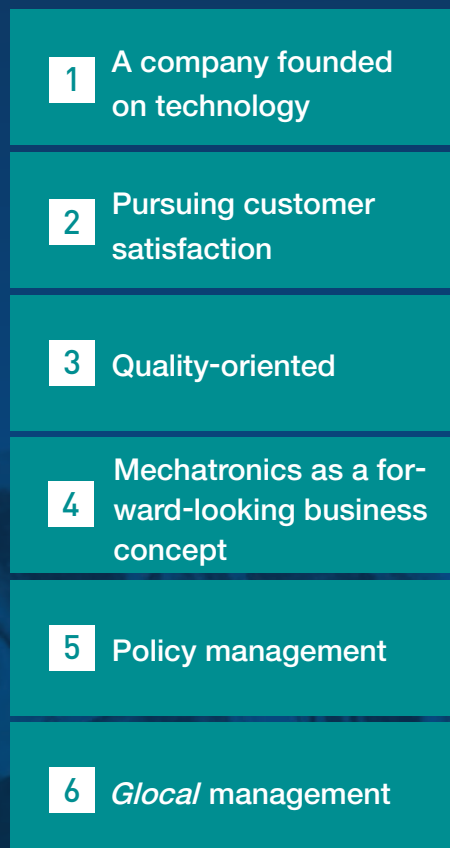 1
A company founded
on technology
2
Pursuing customer
satisfaction
3
Quality-oriented
4
Mechatronics as a for-
ward-looking business
concept
5
Policy management
6
Glocal management